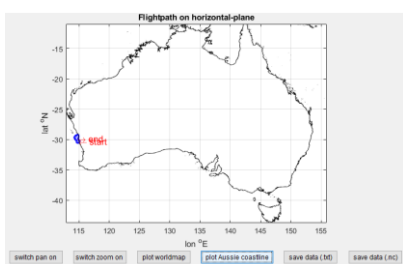 Flightpath on horizontal-plane
lat °N
-15
-20
-25
-30
-35
-40
end
start
115 120 125 130 135 140 145 150 155
lon °E
switch pan on switch zoom on plot worldmap plot Aussie coastline save data (.txt) save data (.nc)